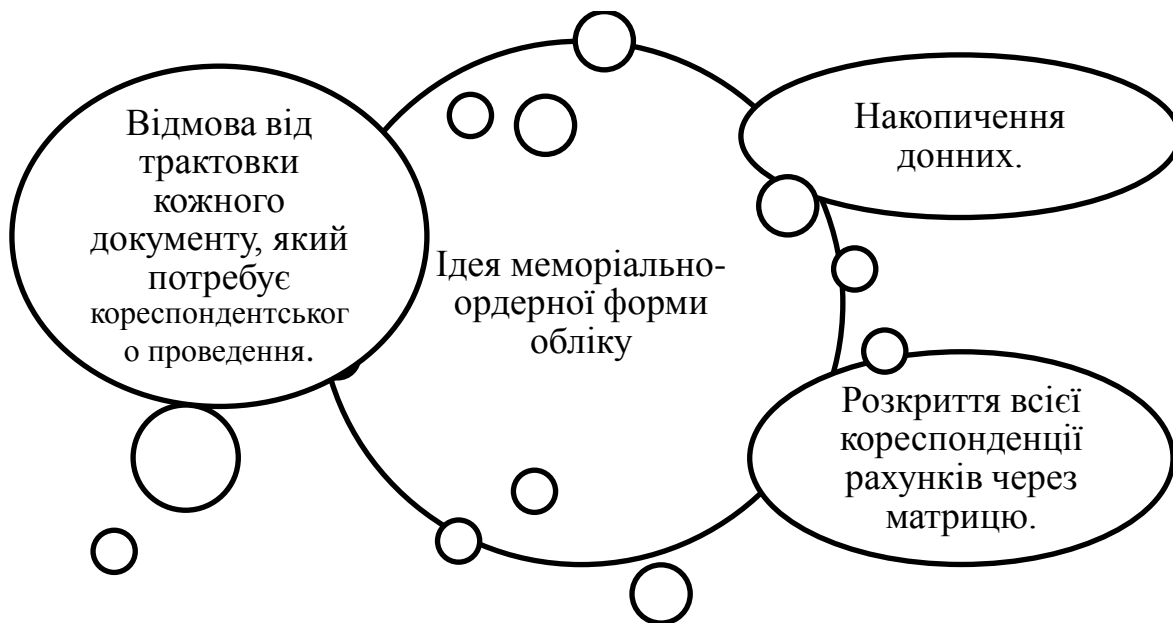 Відмова від
трактовки
кожного
документу, який
потребує
кореспондентськог
о проведення.
Ідея меморіально-
ордерної форми
обліку
Накопичення
донних.
Розкриття всієї
кореспонденції
рахунків через
матрицю.